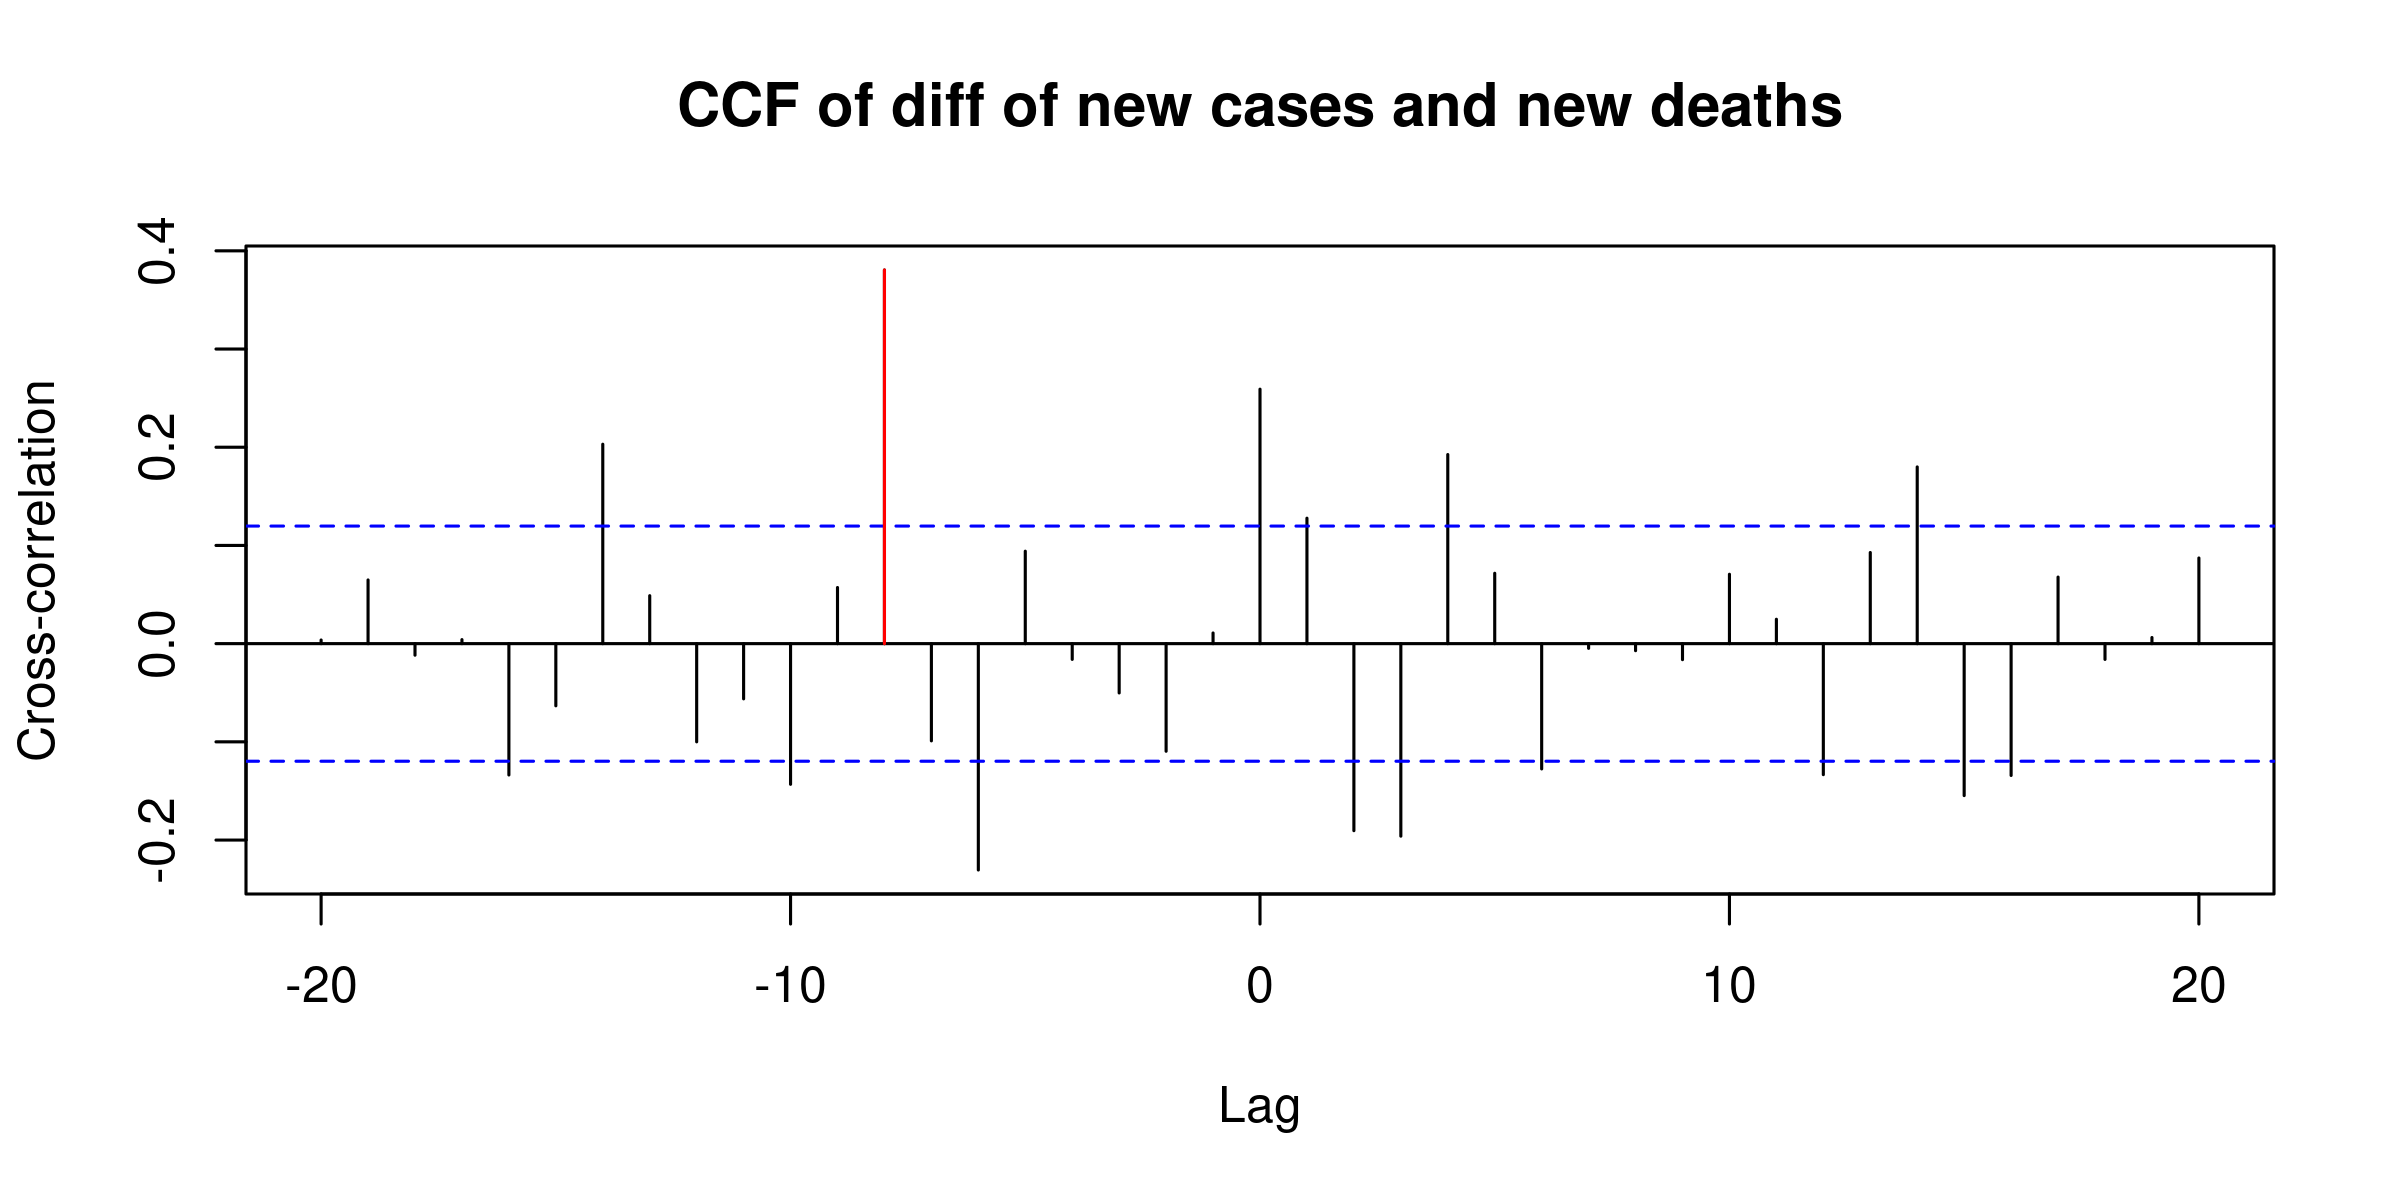 CCF of diff of new cases and new deaths
Cross-correlation
0.4
0.2
0.0
-0.2
-20 -10 0 10 20
Lag